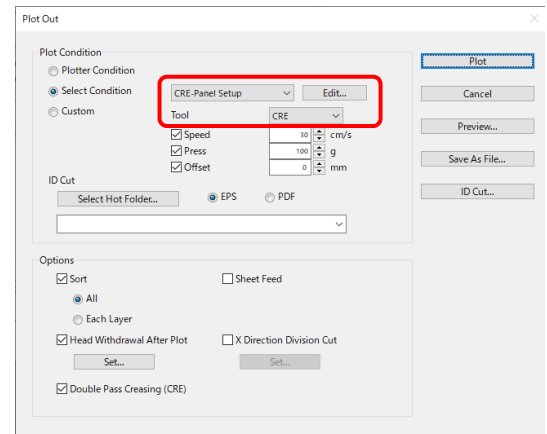 Plot Out
Plot Condition
Plotter Condition
Select Condition
CRE-Panel Setup
Edit...
Custom
Tool
CRE
Speed
30
cm/s
Press
100
g
Offset
0
mm
ID Cut
Select Hot Folder...
EPS
PDF
Options
Sort
Sheet Feed
All
Each Layer
Head Withdrawal After Plot
X Direction Division Cut
Set...
Set...
Double Pass Creasing (CRE)
Plot
Cancel
Preview...
Save As File...
ID Cut...